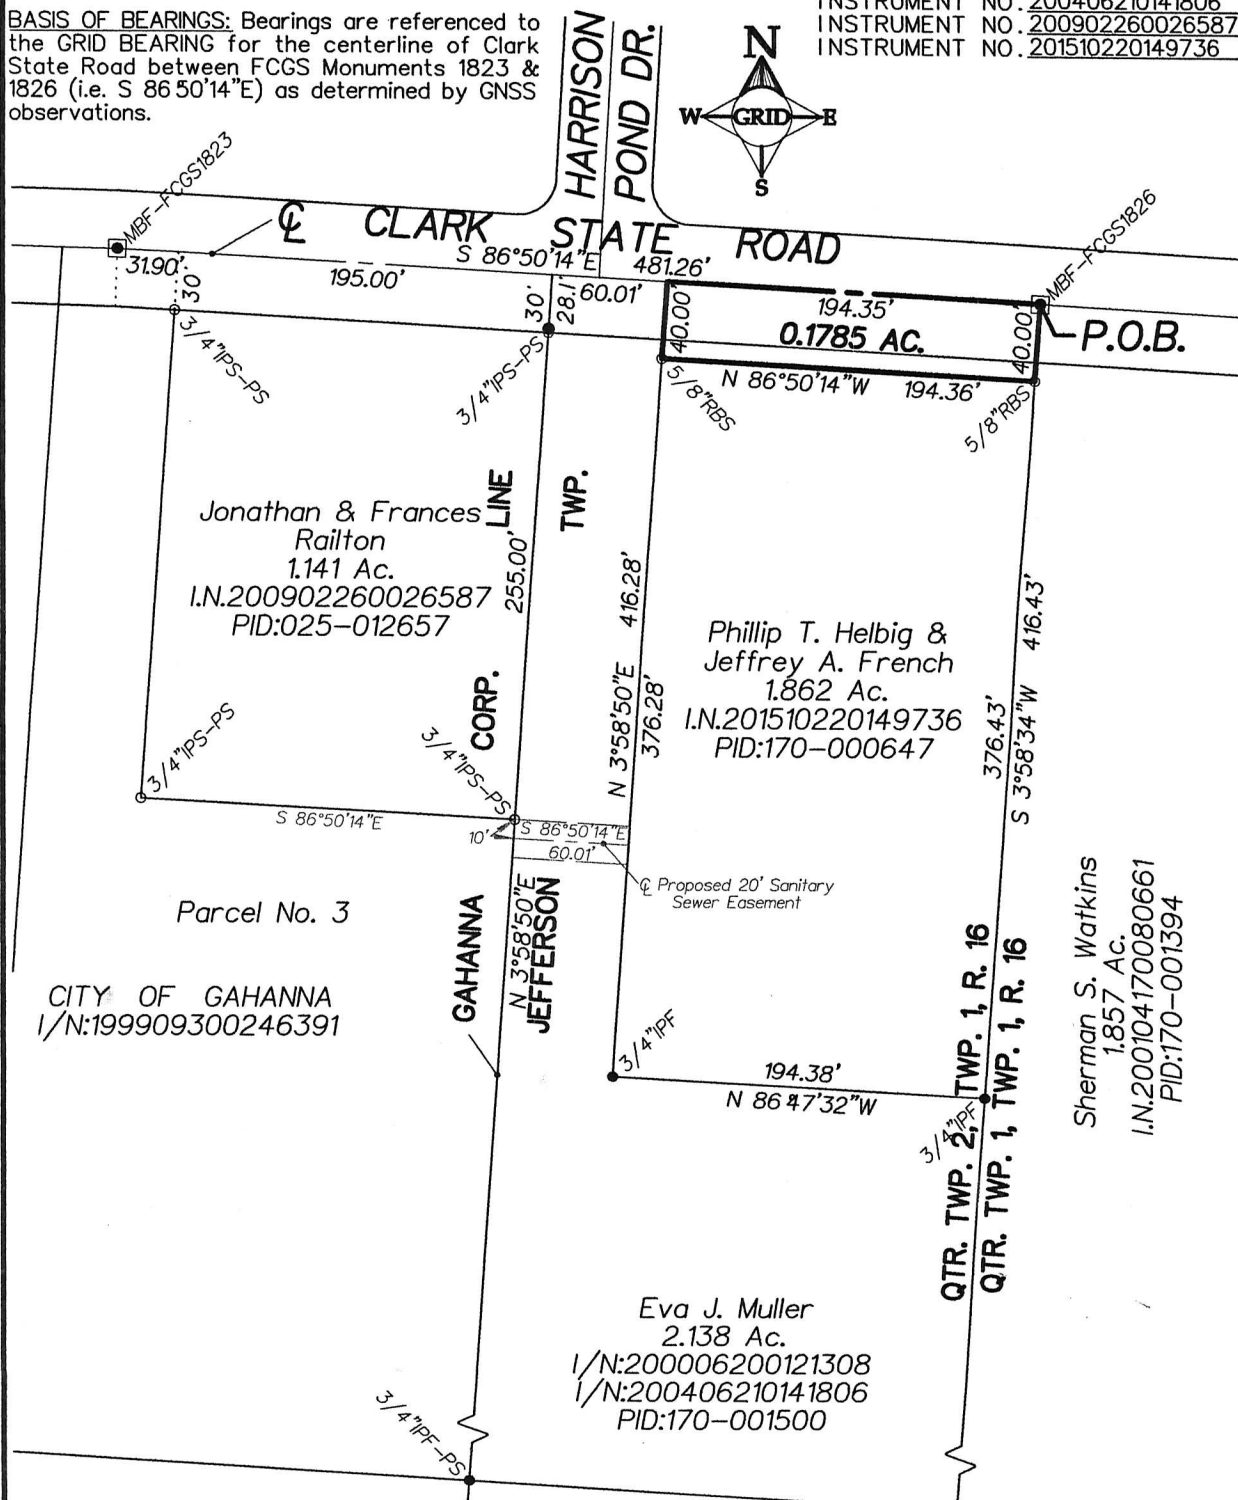 BASIS OF BEARINGS: Bearings are referenced to
the GRID BEARING for the centerline of Clark
State Road between FCGS Monuments 1823 &
1826 (i.e. S 86 50'14"E) as determined by GNSS
observations.
INSTRUMENT NO. 200406210141806
INSTRUMENT NO. 200902260026587
INSTRUMENT NO. 201510220149736
HARRISON
POND DR.
N
W GRID E
S
MBF-FCGS1823
MBF-FCGS1826
℄ CLARK STATE ROAD
S 86°50'14"E 481.26'
31.90'
30'
195.00'
30'
28.1'
60.01'
40.00'
194.35'
0.1785 AC.
40.00'
P.O.B.
N 86°50'14"W 194.36'
3/4"IPS-PS
3/4"IPS-PS
5/8"RBS
5/8"RBS
Jonathan & Frances
Railton
1.141 Ac.
I.N.200902260026587
PID:025-012657
CORP. LINE
TWP.
255.00'
416.28'
N 3°58'50"E
376.28'
Phillip T. Helbig &
Jeffrey A. French
1.862 Ac.
I.N.201510220149736
PID:170-000647
416.43'
376.43'
S 3°58'34"W
3/4"IPS-PS
3/4"IPS-PS
S 86°50'14"E
10'
S 86°50'14"E
60.01'
℄ Proposed 20' Sanitary
Sewer Easement
Parcel No. 3
GAHANNA
N 3°58'50"E
JEFFERSON
CITY OF GAHANNA
I/N:199909300246391
Sherman S. Watkins
1.857 Ac.
I.N.200104170080661
PID:170-001394
3/4"IPF
194.38'
N 86 47'32"W
3/4"IPF
QTR. TWP. 2, TWP. 1, R. 16
QTR. TWP. 1, TWP. 1, R. 16
Eva J. Muller
2.138 Ac.
I/N:200006200121308
I/N:200406210141806
PID:170-001500
3/4"IPF-PS